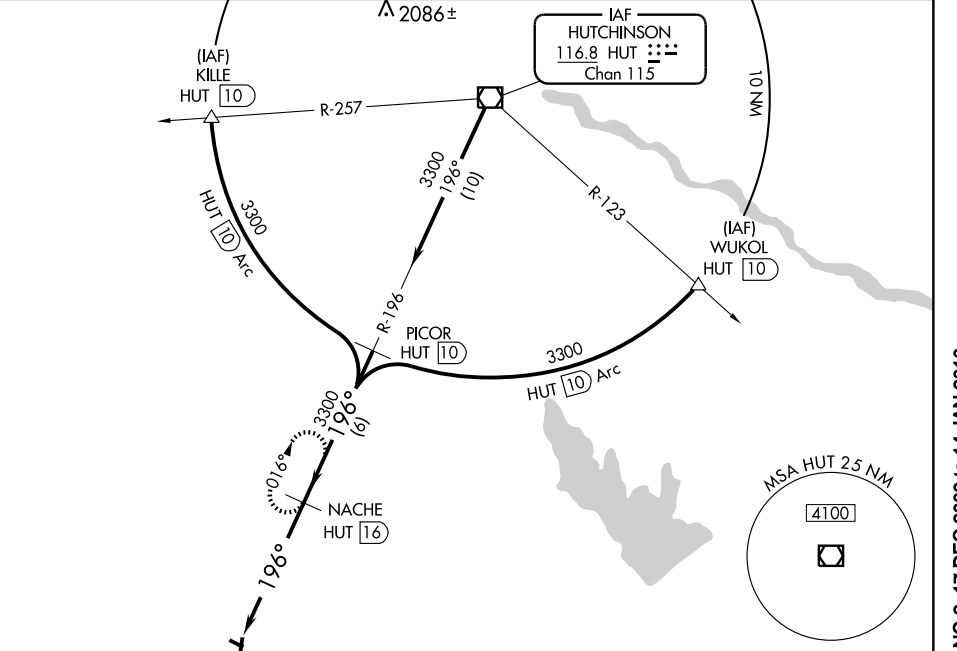 2086±
IAF
HUTCHINSON
116.8 HUT
Chan 115
(IAF)
KILLE
HUT 10
R-257
10 NM
3300
196°
(10)
R-123
HUT 10 Arc
3300
(IAF)
WUKOL
HUT 10
R-196
PICOR
HUT 10
3300
HUT 10 Arc
3300
196°
(6)
016°
NACHE
HUT 16
196°
MSA HUT 25 NM
4100